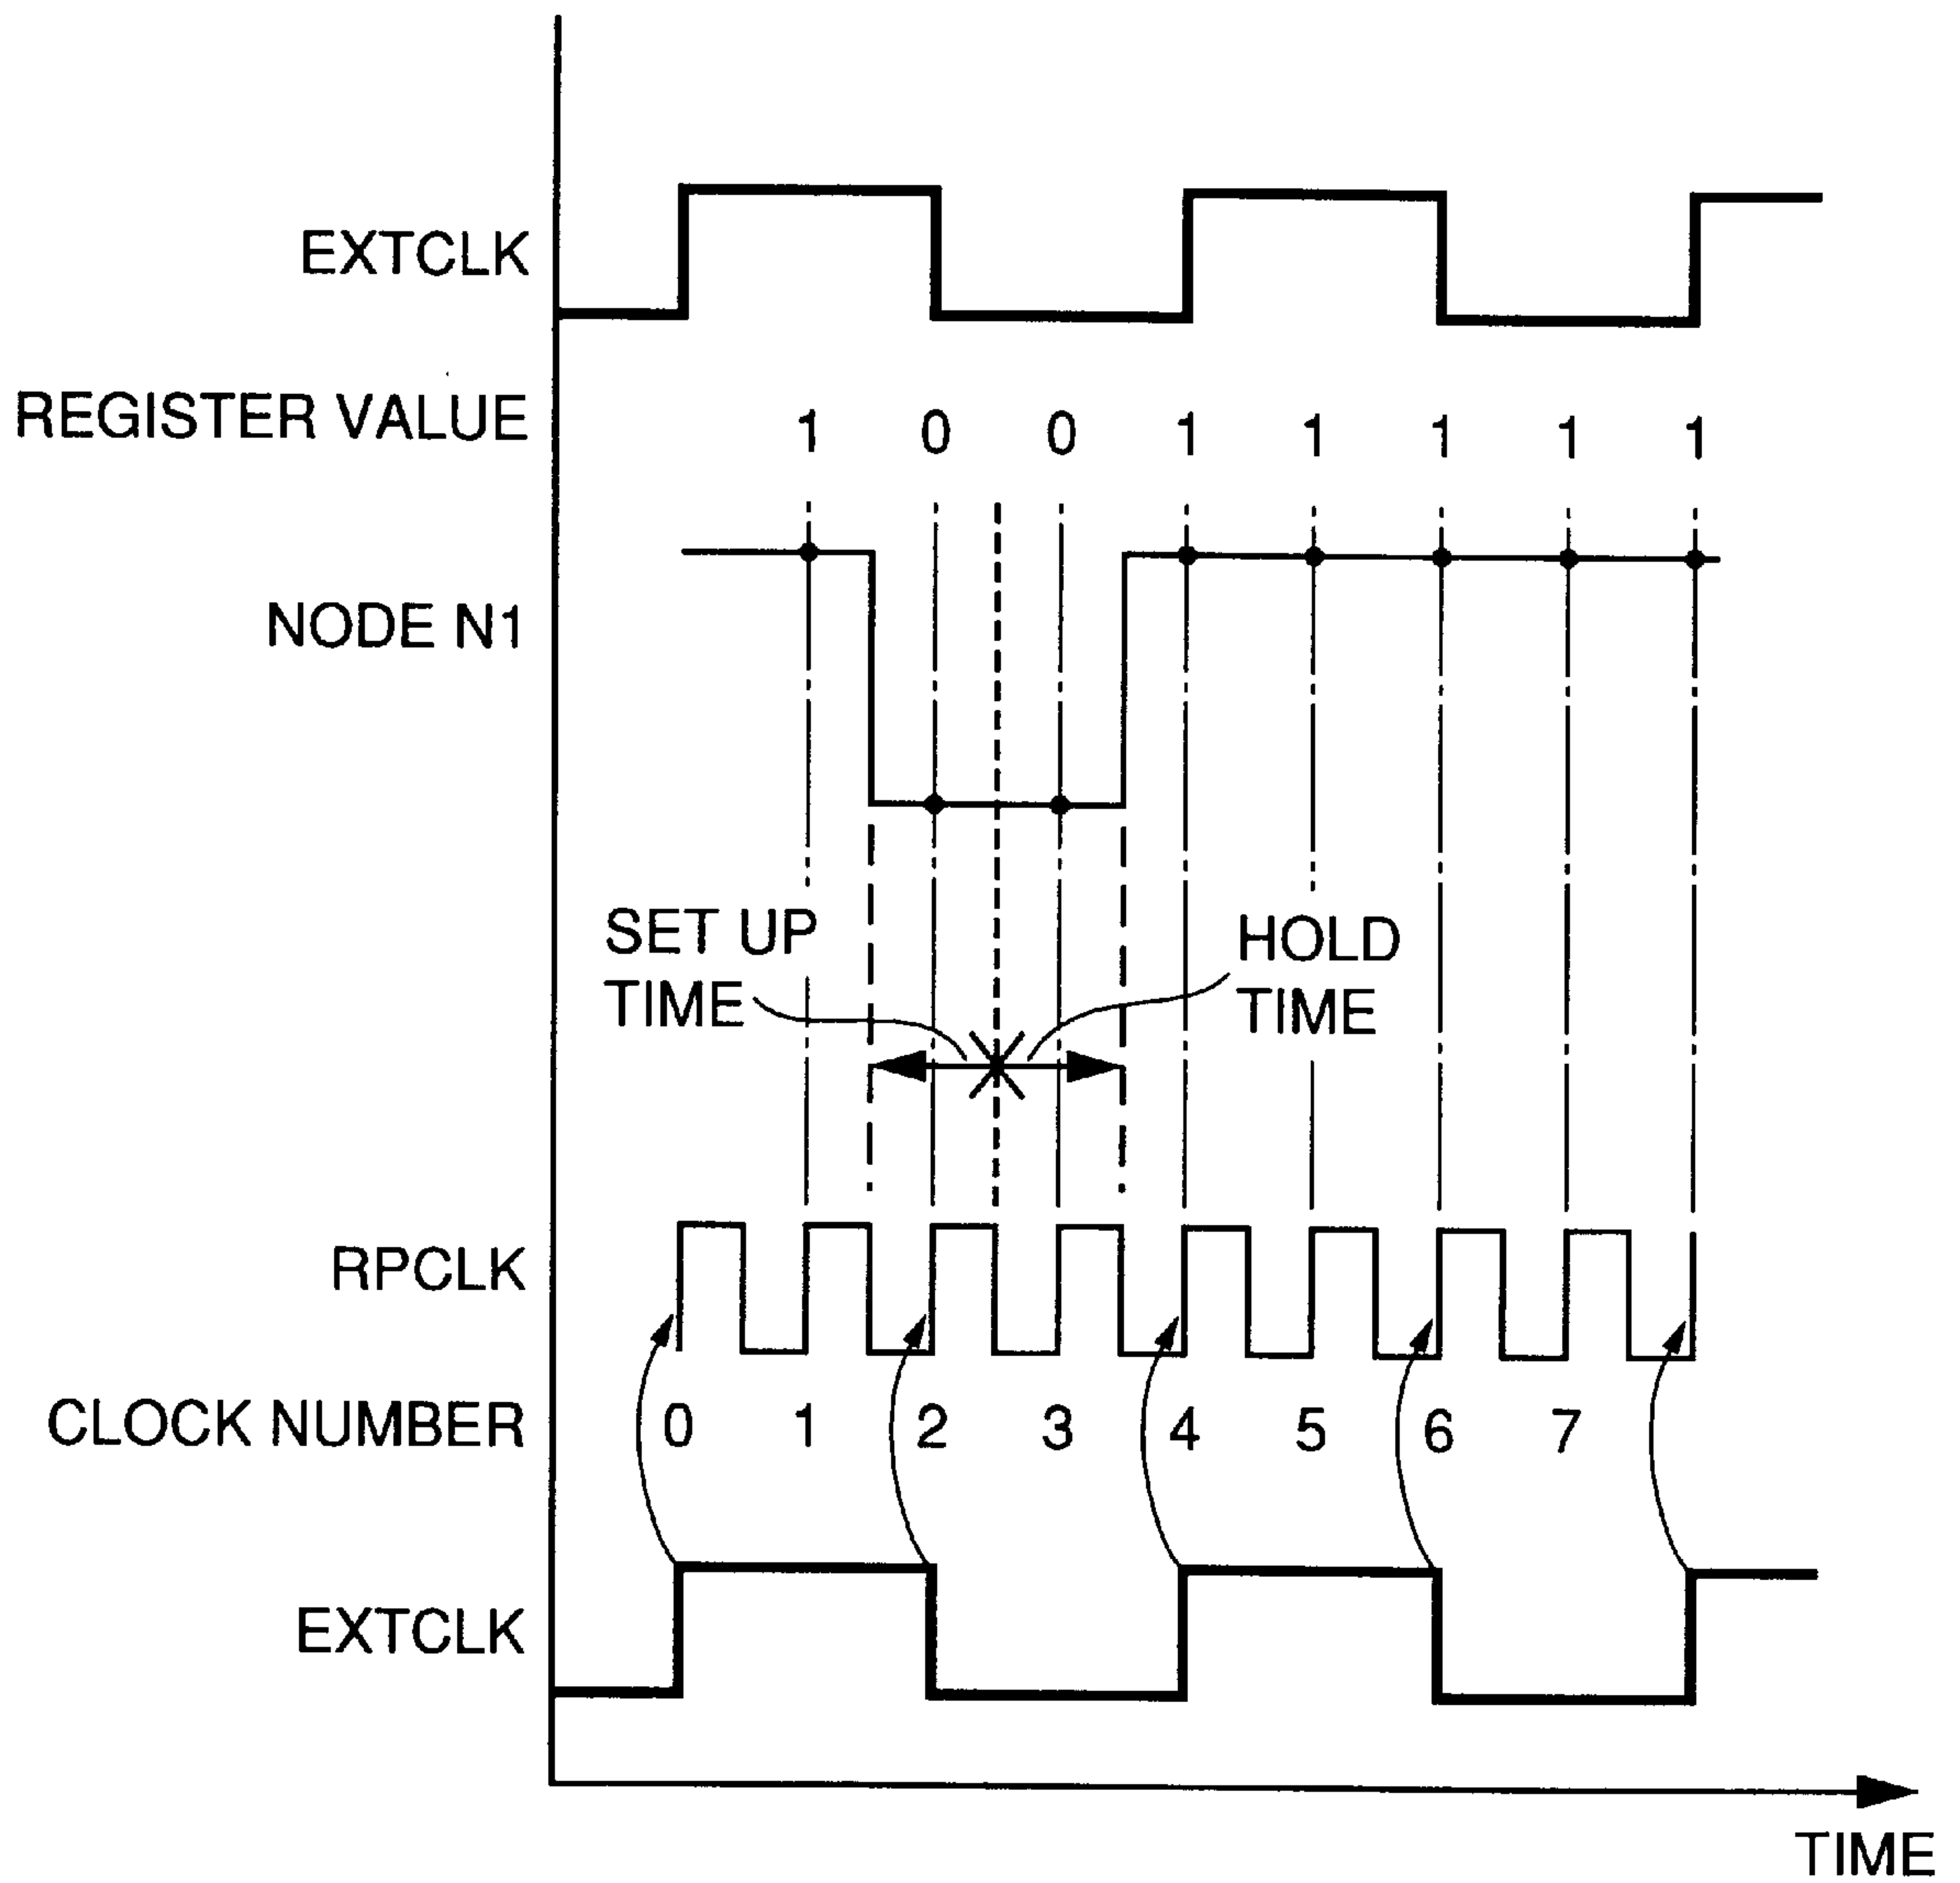 EXTCLK
REGISTER VALUE 1 0 0 1 1 1 1 1
NODE N1
SET UP
TIME
HOLD
TIME
RPCLK
CLOCK NUMBER 0 1 2 3 4 5 6 7
EXTCLK
TIME